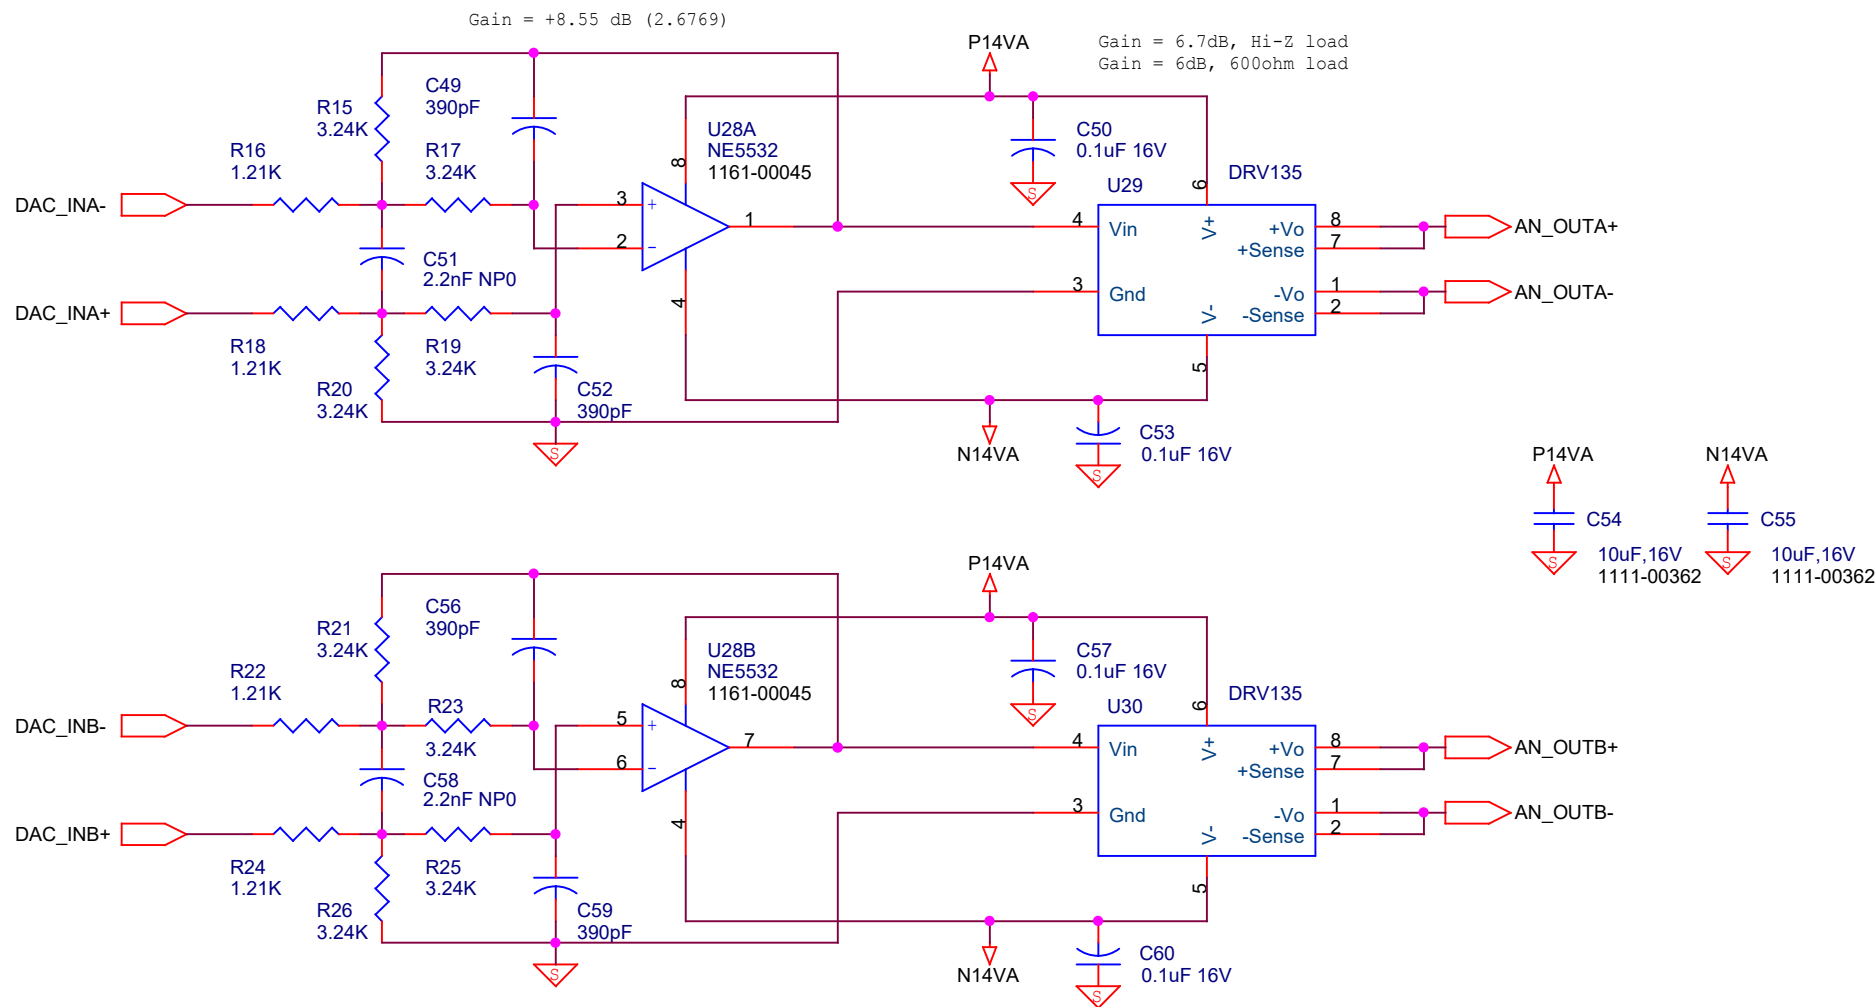 Gain = +8.55 dB (2.6769)
P14VA
Gain = 6.7dB, Hi-Z load
Gain = 6dB, 600ohm load
C49
390pF
R15
3.24K
R16
1.21K
R17
3.24K
U28A
NE5532
1161-00045
8
C50
0.1uF 16V
S
DRV135
U29
6
DAC_INA-
3
+
2
−
1
4
Vin
V+
+Vo
8
+Sense
7
AN_OUTA+
C51
2.2nF NP0
4
3
Gnd
V-
-Vo
1
-Sense
2
AN_OUTA-
DAC_INA+
R18
1.21K
R19
3.24K
R20
3.24K
C52
390pF
5
S
N14VA
C53
0.1uF 16V
S
P14VA
N14VA
C54
10uF,16V
1111-00362
S
C55
10uF,16V
1111-00362
S
P14VA
C56
390pF
R21
3.24K
R22
1.21K
R23
3.24K
U28B
NE5532
1161-00045
8
C57
0.1uF 16V
S
DRV135
U30
6
DAC_INB-
5
+
6
−
7
4
Vin
V+
+Vo
8
+Sense
7
AN_OUTB+
C58
2.2nF NP0
4
3
Gnd
V-
-Vo
1
-Sense
2
AN_OUTB-
DAC_INB+
R24
1.21K
R25
3.24K
R26
3.24K
C59
390pF
5
S
N14VA
C60
0.1uF 16V
S